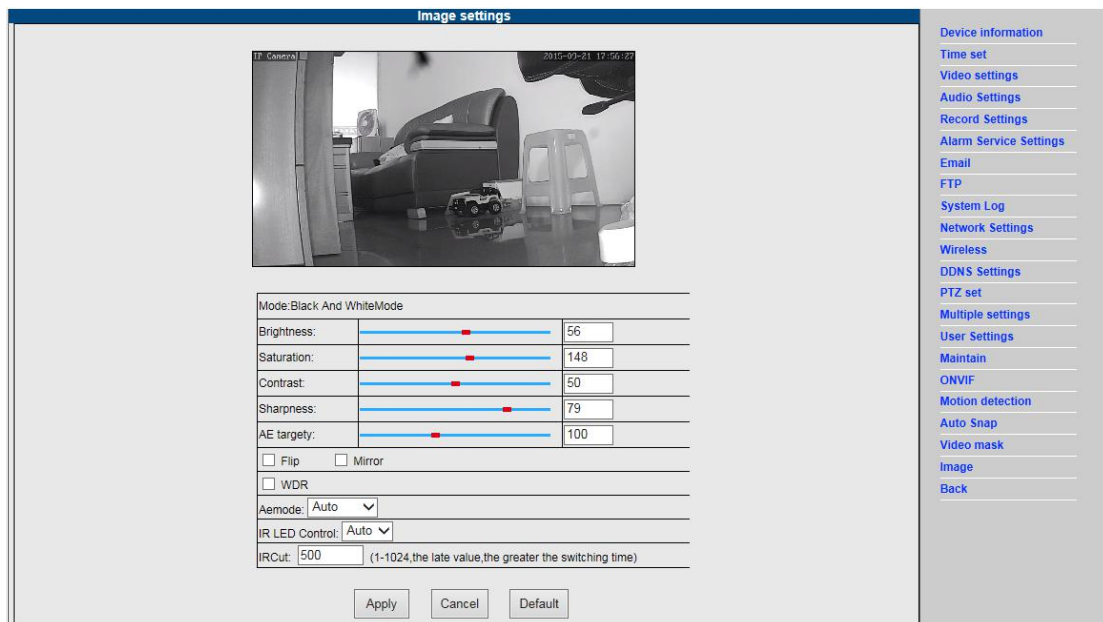 Image settings
IP Camera
2015-09-21 17:56:27
Mode:Black And WhiteMode
Brightness: 56
Saturation: 148
Contrast: 50
Sharpness: 79
AE targety: 100
Flip Mirror
WDR
Aemode: Auto
IR LED Control: Auto
IRCut: 500 (1-1024,the late value,the greater the switching time)
Apply Cancel Default
Device information
Time set
Video settings
Audio Settings
Record Settings
Alarm Service Settings
Email
FTP
System Log
Network Settings
Wireless
DDNS Settings
PTZ set
Multiple settings
User Settings
Maintain
ONVIF
Motion detection
Auto Snap
Video mask
Image
Back